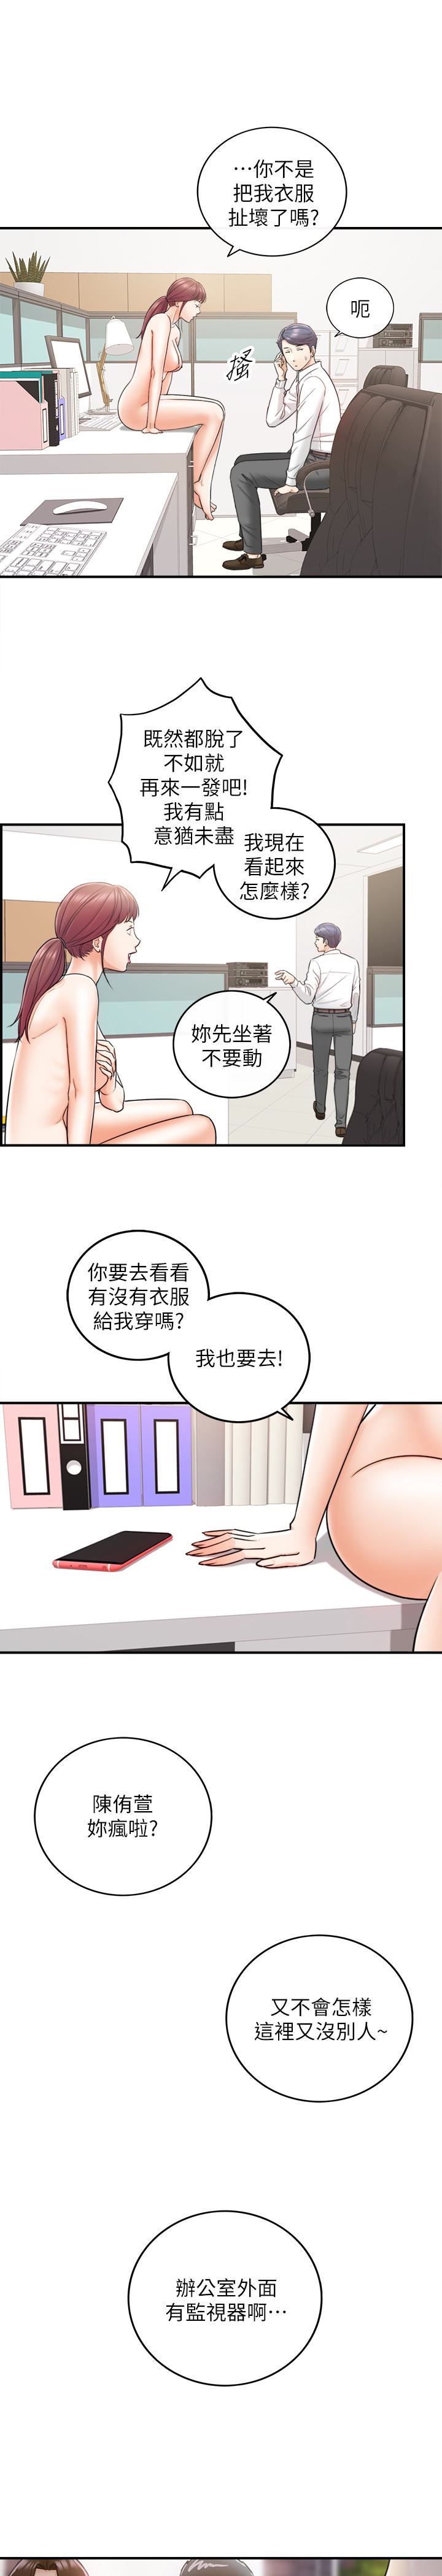 …你不是
把我衣服
扯壞了嗎?
呃
搔
既然都脫了
不如就
再來一發吧!
我有點
意猶未盡
我現在
看起來
怎麼樣?
妳先坐著
不要動
你要去看看
有沒有衣服
給我穿嗎?
我也要去!
陳侑萱
妳瘋啦?
又不會怎樣
這裡又沒別人~
辦公室外面
有監視器啊…